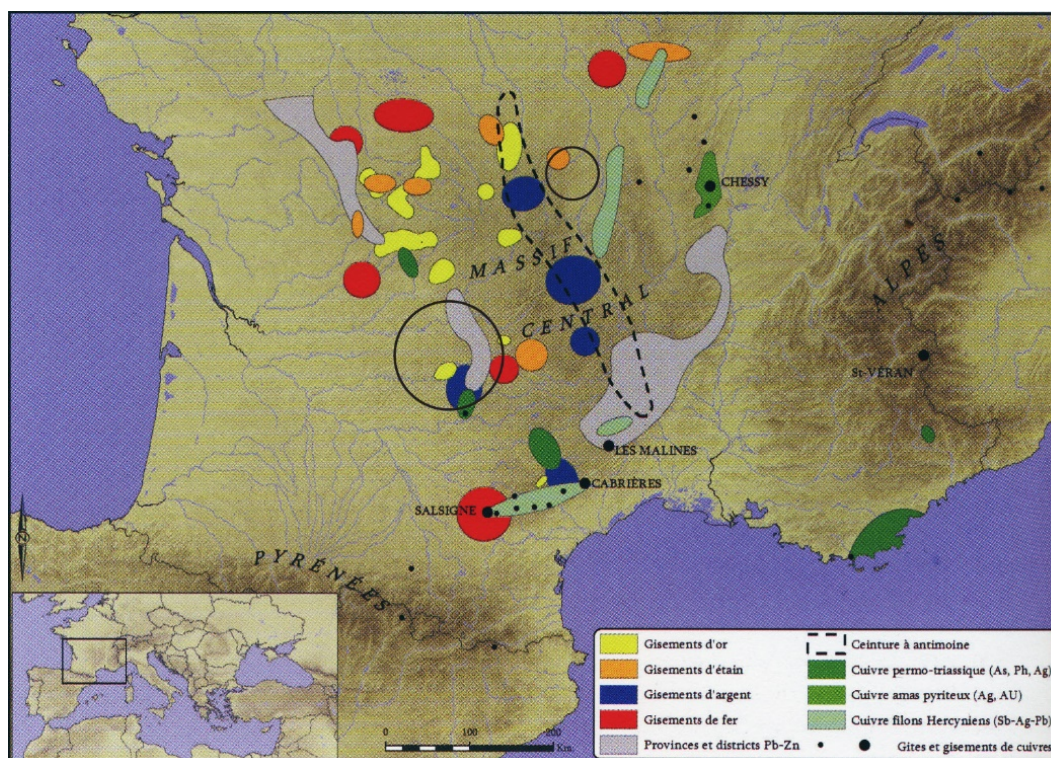 CHESSY
MASSIF
CENTRAL
ALPES
St-VÉRAN
LES MALINES
CABRIÈRES
SALSIGNE
PYRÉNÉES
N
0 100 200
Km.
Gisements d'or
Gisements d'étain
Gisements d'argent
Gisements de fer
Provinces et districts Pb-Zn
Ceinture à antimoine
Cuivre permo-triassique (As, Ph, Ag)
Cuivre amas pyriteux (Ag, AU)
Cuivre filons Hercyniens (Sb-Ag-Pb)
Gîtes et gisements de cuivres